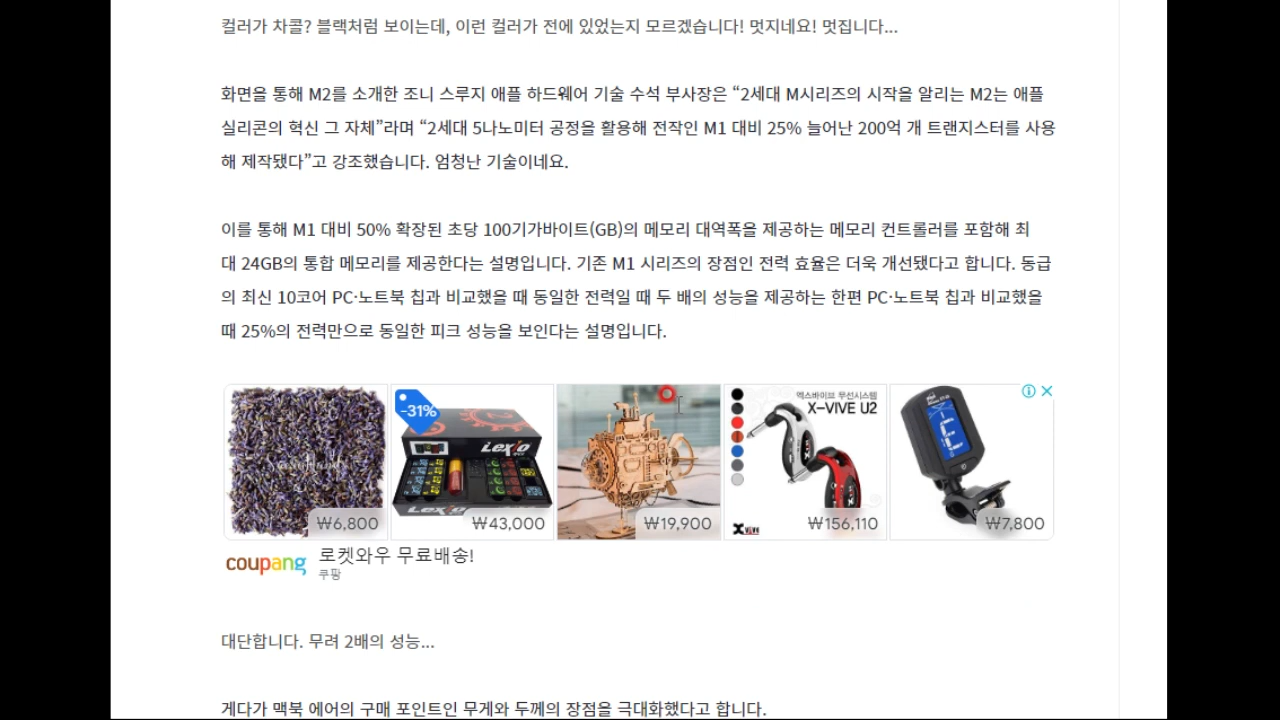 컬러가 차콜? 블랙처럼 보이는데, 이런 컬러가 전에 있었는지 모르겠습니다! 멋지네요! 멋집니다...
화면을 통해 M2를 소개한 조니 스루지 애플 하드웨어 기술 수석 부사장은 “2세대 M시리즈의 시작을 알리는 M2는 애플
실리콘의 혁신 그 자체”라며 “2세대 5나노미터 공정을 활용해 전작인 M1 대비 25% 늘어난 200억 개 트랜지스터를 사용
해 제작됐다”고 강조했습니다. 엄청난 기술이네요.
이를 통해 M1 대비 50% 확장된 초당 100기가바이트(GB)의 메모리 대역폭을 제공하는 메모리 컨트롤러를 포함해 최
대 24GB의 통합 메모리를 제공한다는 설명입니다. 기존 M1 시리즈의 장점인 전력 효율은 더욱 개선됐다고 합니다. 동급
의 최신 10코어 PC·노트북 칩과 비교했을 때 동일한 전력일 때 두 배의 성능을 제공하는 한편 PC·노트북 칩과 비교했을
때 25%의 전력만으로 동일한 피크 성능을 보인다는 설명입니다.
-31%
LEXIO
LEXIO
엑스바이브 무선시스템
X-VIVE U2
XVIVE
₩6,800
₩43,000
₩19,900
₩156,110
₩7,800
coupang
로켓와우 무료배송!
쿠팡
대단합니다. 무려 2배의 성능...
게다가 맥북 에어의 구매 포인트인 무게와 두께의 장점을 극대화했다고 합니다.